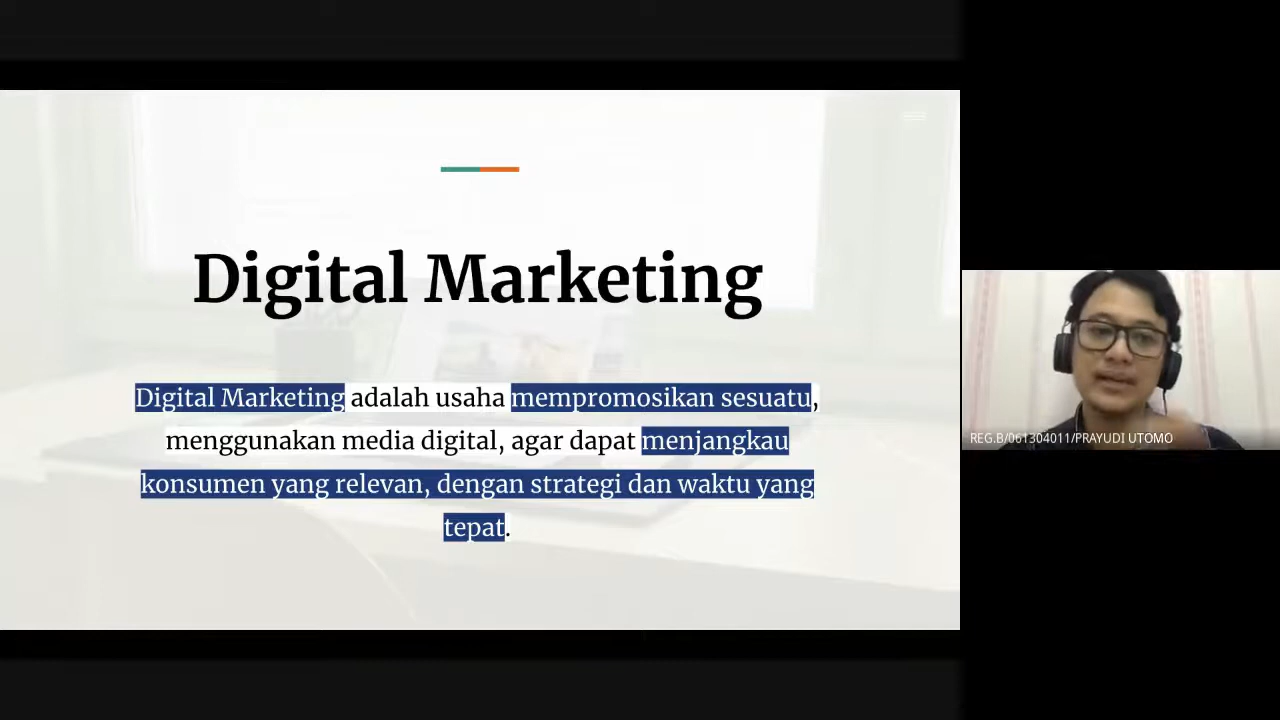 Digital Marketing
Digital Marketing adalah usaha mempromosikan sesuatu,
menggunakan media digital, agar dapat menjangkau
konsumen yang relevan, dengan strategi dan waktu yang
tepat.
REG.B/061304011/PRAYUDI UTOMO